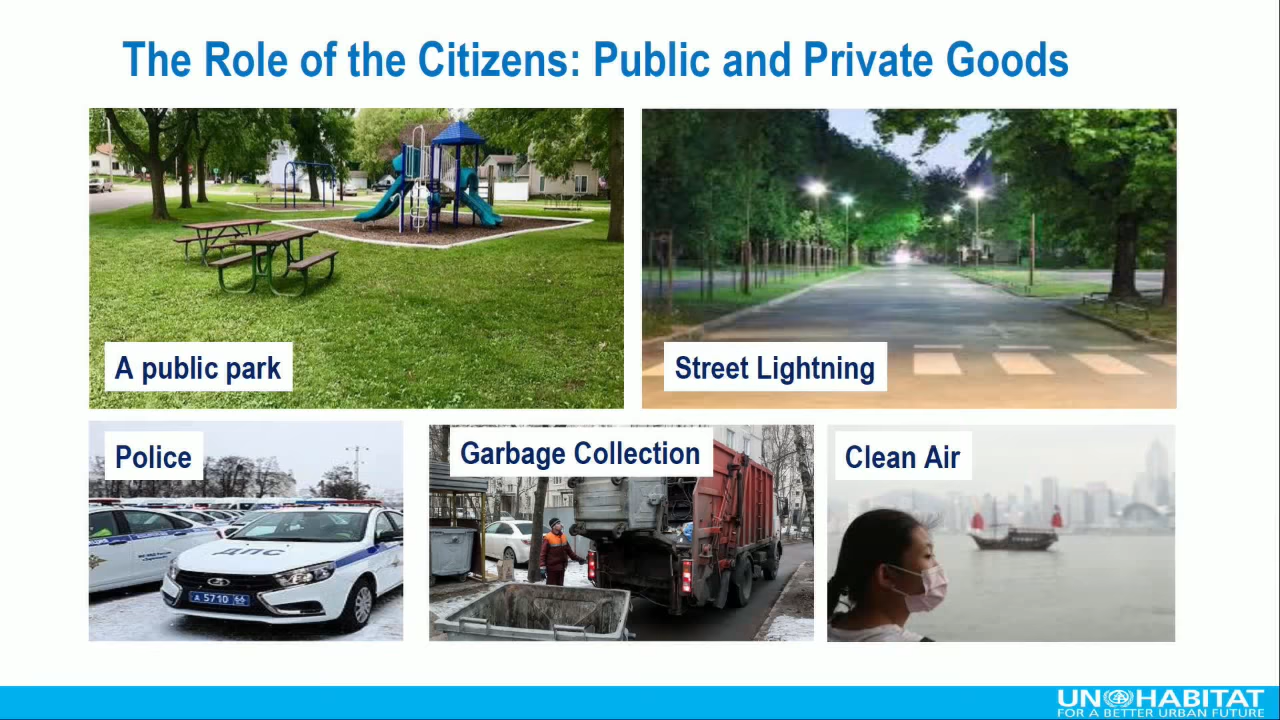 The Role of the Citizens: Public and Private Goods
A public park
Street Lightning
Police
ДПС
5710
Garbage Collection
Clean Air
UN HABITAT
FOR A BETTER URBAN FUTURE